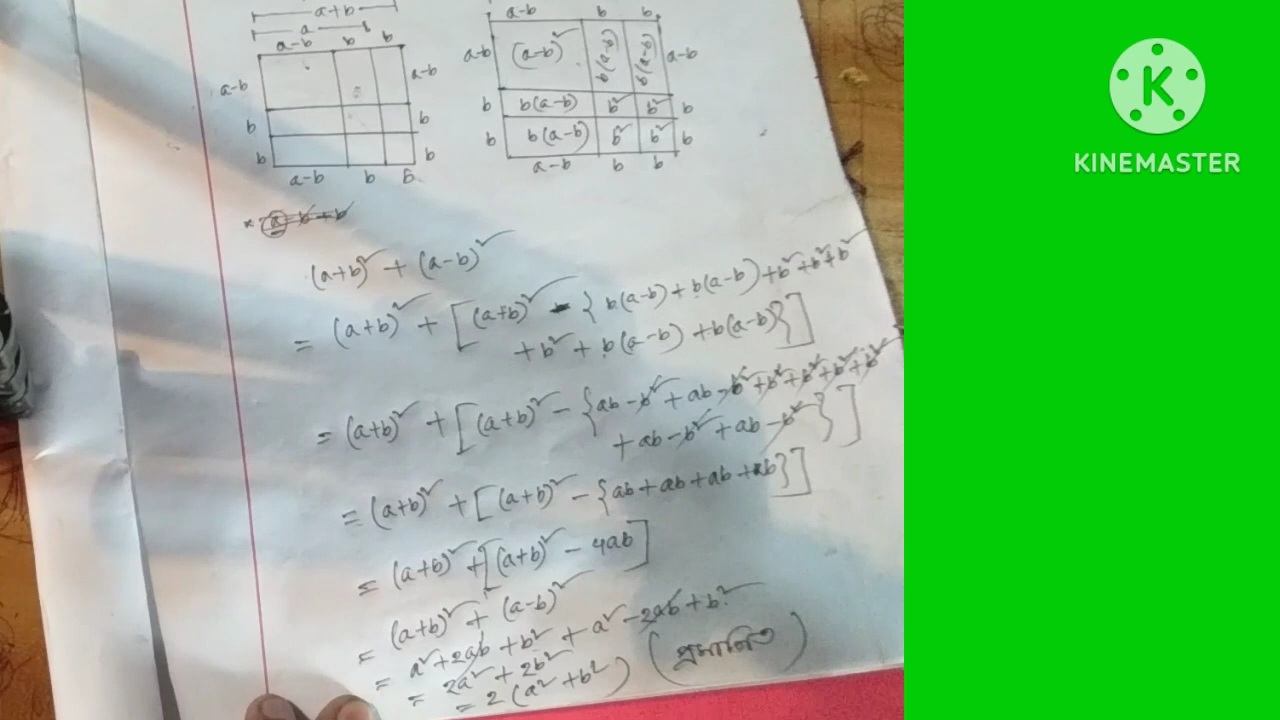 a+b
a
a-b b b
a-b a-b
b b
b b
a-b b b
a-b b b
a-b (a-b)² b(a-b) b(a-b) a-b
b b(a-b) b² b² b
b b(a-b) b² b² b
a-b b b
(a+b)² + (a-b)²
= (a+b)² + [(a+b)² - {b(a-b)+b(a-b)+b²+b²+b²
+b²+b(a-b)+b(a-b)}]
= (a+b)² + [(a+b)² - {ab-b²+ab-b²+b²+b²+b²+b²
+ab-b²+ab-b²}]
= (a+b)² + [(a+b)² - {ab+ab+ab+ab}]
= (a+b)² + [(a+b)² - 4ab]
= (a+b)² + (a-b)²
= a²+2ab+b² + a²-2ab+b²
= 2a²+2b²
= 2(a²+b²) (প্রমানিত)
KINEMASTER